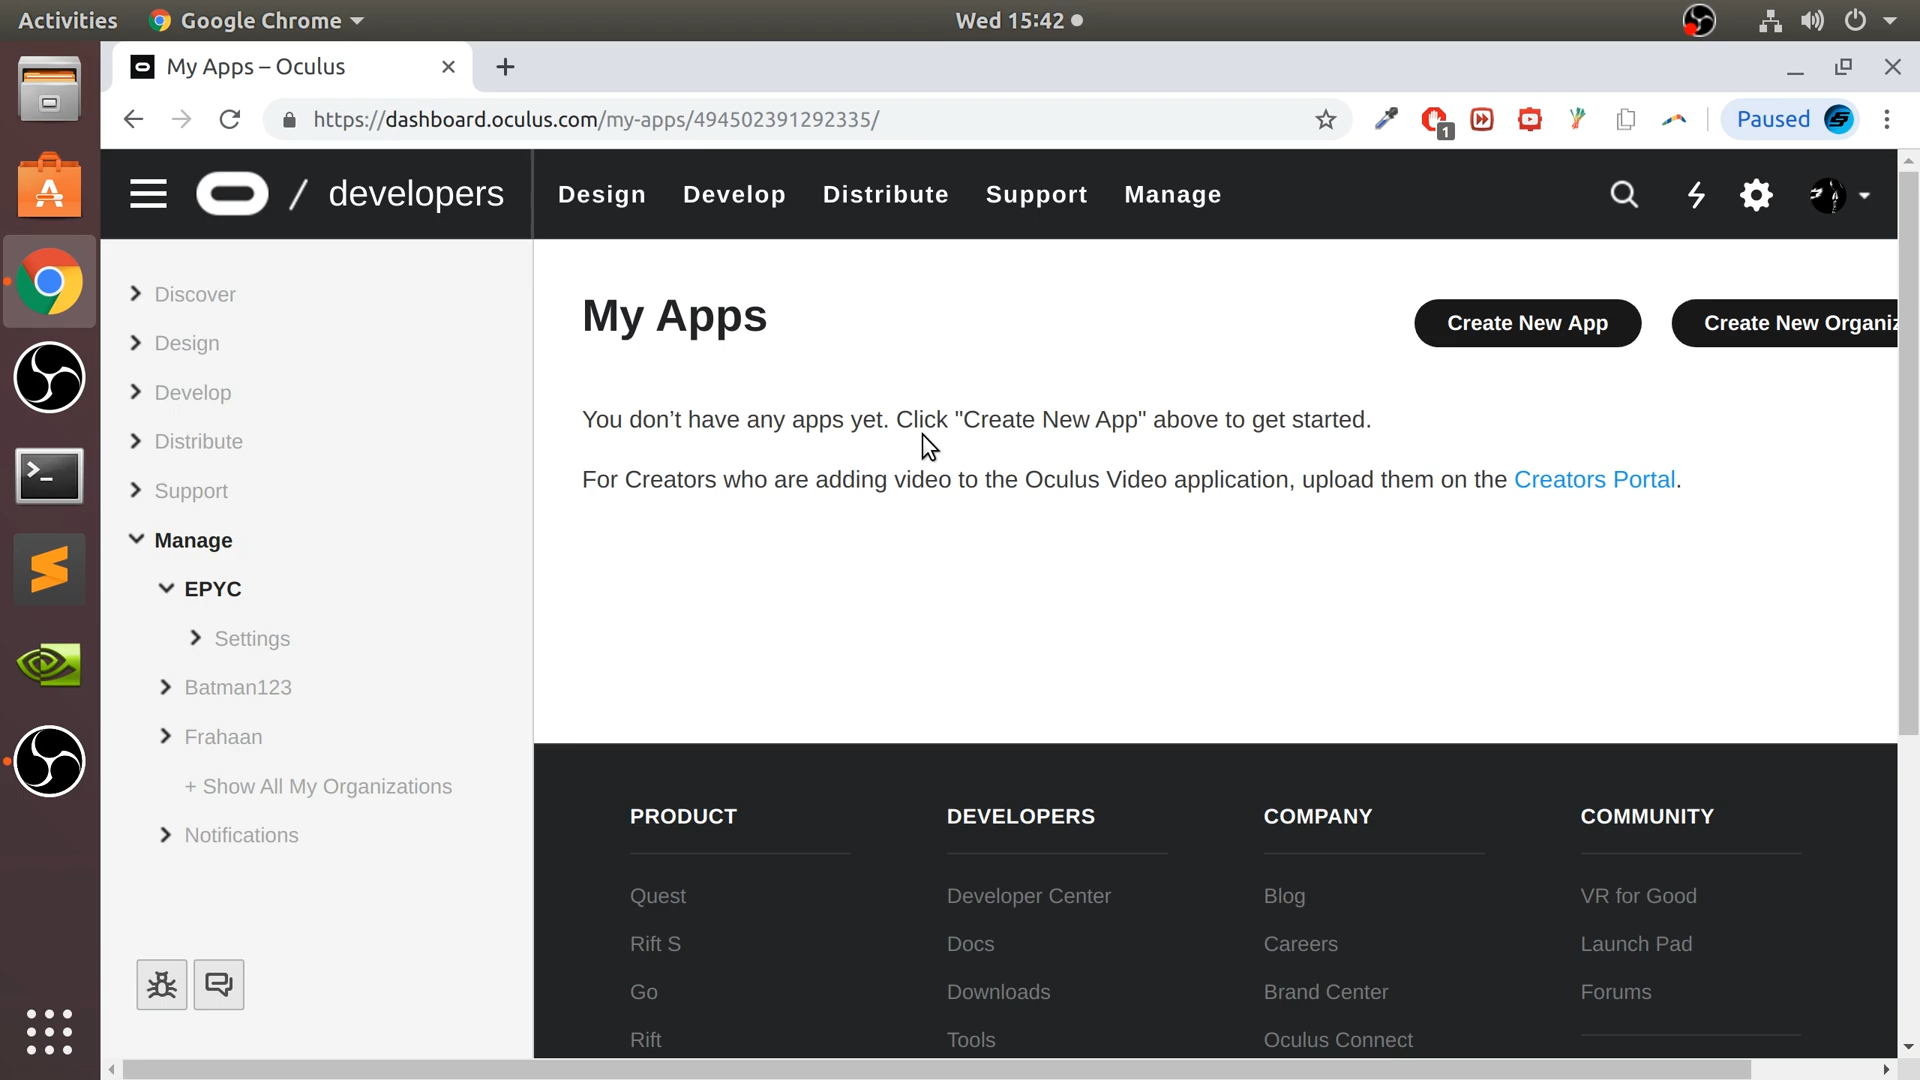 Activities Google Chrome Wed 15:42
My Apps – Oculus
https://dashboard.oculus.com/my-apps/494502391292335/ 1 Paused
/ developers Design Develop Distribute Support Manage
Discover
Design
Develop
Distribute
Support
Manage
EPYC
Settings
Batman123
Frahaan
+ Show All My Organizations
Notifications
My Apps Create New App Create New Organiz
You don’t have any apps yet. Click "Create New App" above to get started.
For Creators who are adding video to the Oculus Video application, upload them on the Creators Portal.
PRODUCT
Quest
Rift S
Go
Rift
DEVELOPERS
Developer Center
Docs
Downloads
Tools
COMPANY
Blog
Careers
Brand Center
Oculus Connect
COMMUNITY
VR for Good
Launch Pad
Forums